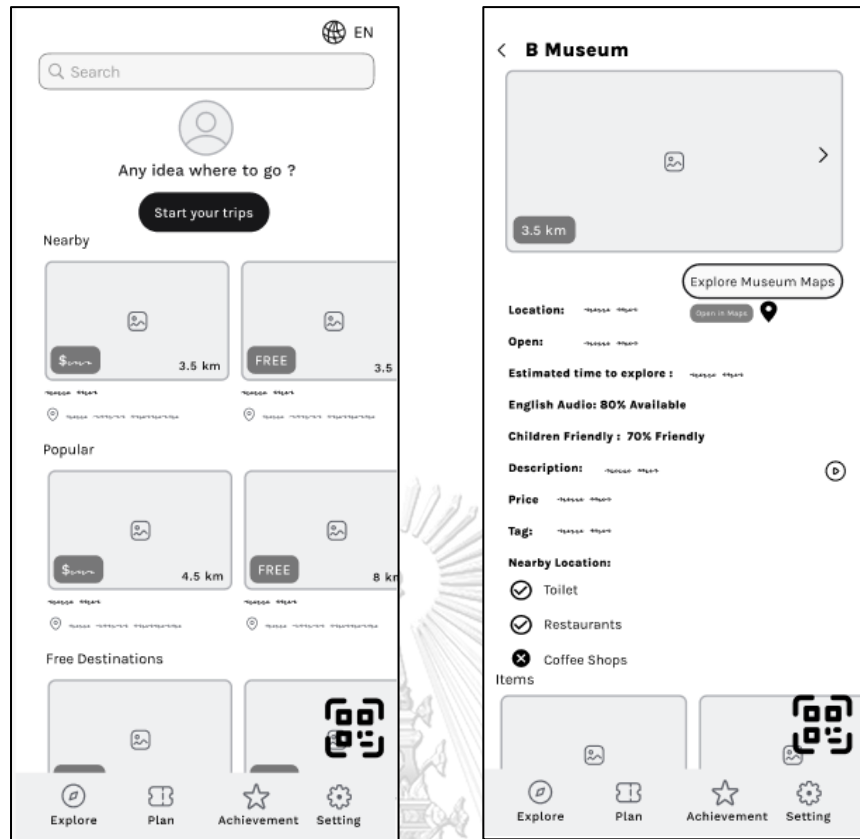 EN
Search
Any idea where to go ?
Start your trips
Nearby
$
3.5 km
FREE
3.5
Popular
$
4.5 km
FREE
8 km
Free Destinations
Explore Plan Achievement Setting
B Museum
3.5 km
Explore Museum Maps
Location:
Open in Maps
Open:
Estimated time to explore :
English Audio: 80% Available
Children Friendly : 70% Friendly
Description:
Price
Tag:
Nearby Location:
Toilet
Restaurants
Coffee Shops
Items
Explore Plan Achievement Setting